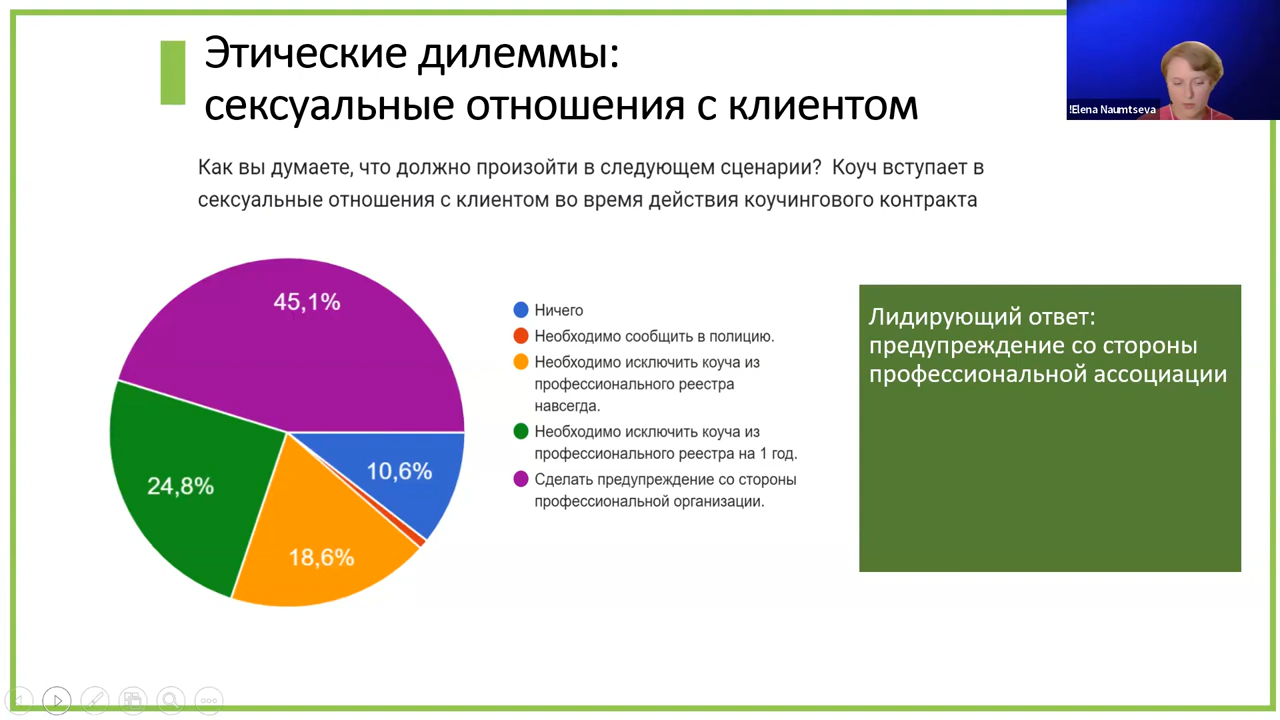 Этические дилеммы:
сексуальные отношения с клиентом
!Elena Naumtseva
Как вы думаете, что должно произойти в следующем сценарии? Коуч вступает в
сексуальные отношения с клиентом во время действия коучингового контракта
45,1%
10,6%
24,8%
18,6%
Ничего
Необходимо сообщить в полицию.
Необходимо исключить коуча из
профессионального реестра
навсегда.
Необходимо исключить коуча из
профессионального реестра на 1 год.
Сделать предупреждение со стороны
профессиональной организации.
Лидирующий ответ:
предупреждение со стороны
профессиональной ассоциации